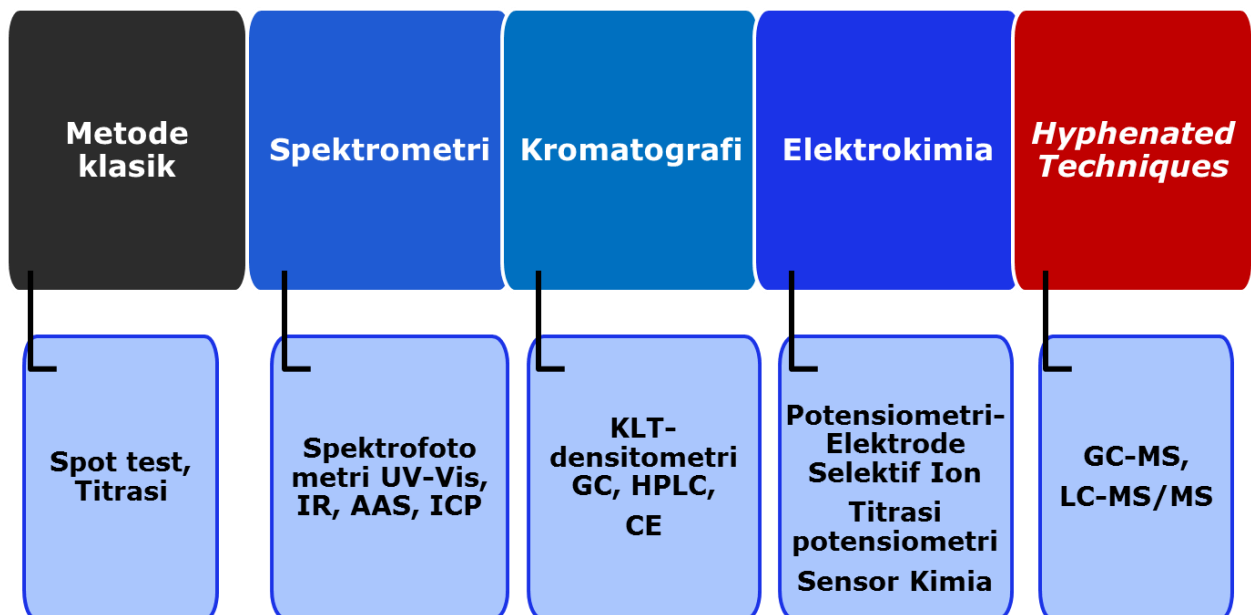 Metode
klasik
Spektrometri
Kromatografi
Elektrokimia
Hyphenated
Techniques
Spot test,
Titrasi
Spektrofoto
metri UV-Vis,
IR, AAS, ICP
KLT-
densitometri
GC, HPLC,
CE
Potensiometri-
Elektrode
Selektif Ion
Titrasi
potensiometri
Sensor Kimia
GC-MS,
LC-MS/MS